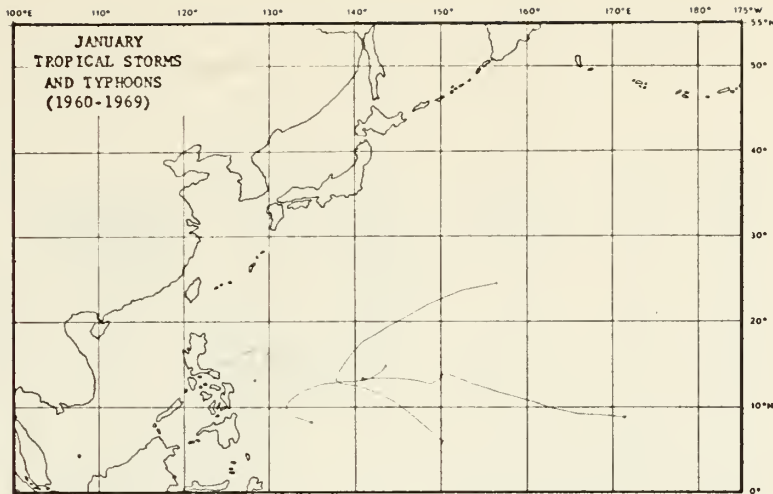 100°E 110° 120° 130° 140° 150° 160° 170°E 180° 175°W
55°N
JANUARY
TROPICAL STORMS
AND TYPHOONS
(1960-1969)
50°
40°
30°
20°
10°N
0°